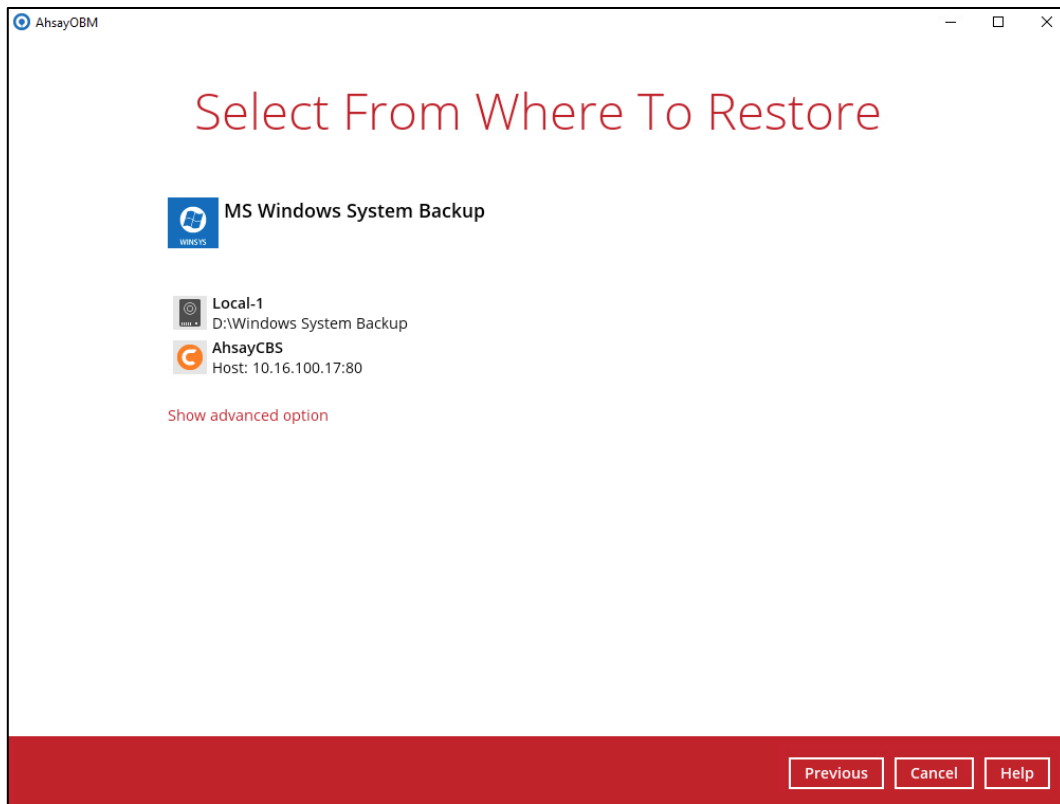 AhsayOBM
Select From Where To Restore
MS Windows System Backup
WINSYS
Local-1
D:\Windows System Backup
C
AhsayCBS
Host: 10.16.100.17:80
Show advanced option
Previous Cancel Help